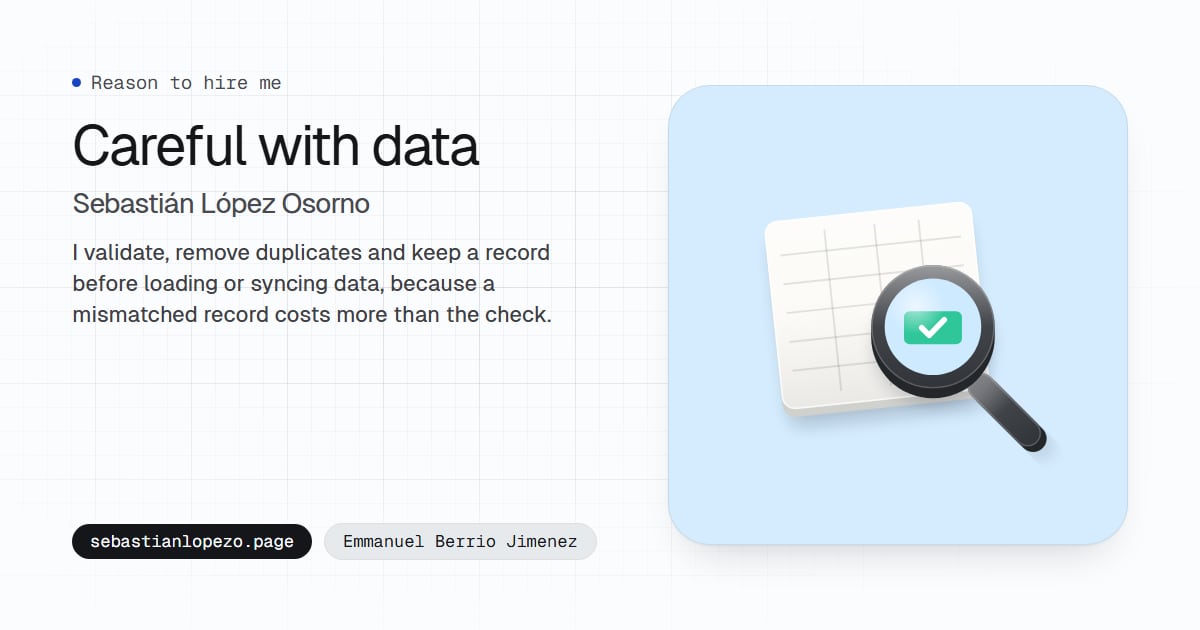 Reason to hire me
Careful with data
Sebastián López Osorno
I validate, remove duplicates and keep a record
before loading or syncing data, because a
mismatched record costs more than the check.
sebastianlopezo.page
Emmanuel Berrio Jimenez